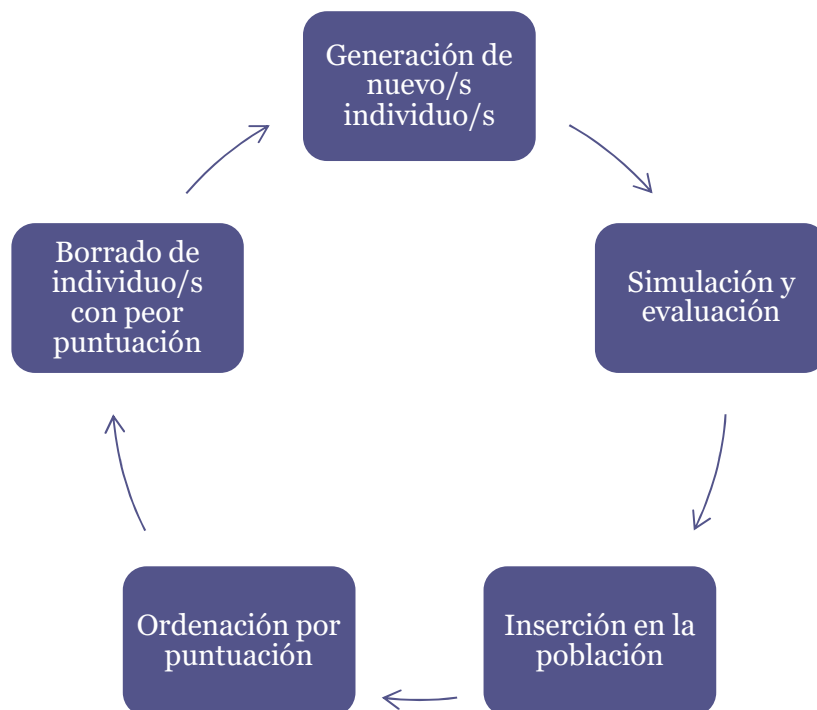 Generación de
nuevo/s
individuo/s
Simulación y
evaluación
Inserción en la
población
Ordenación por
puntuación
Borrado de
individuo/s
con peor
puntuación